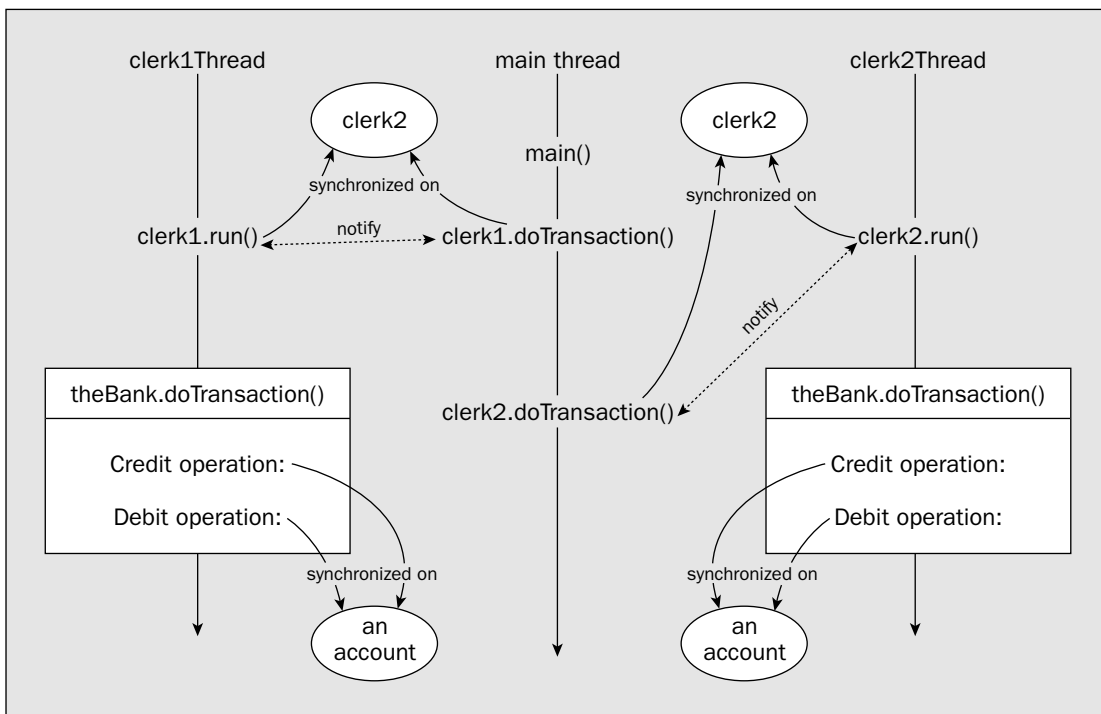 clerk1Thread
main thread
clerk2Thread
clerk2
clerk2
main()
synchronized on
synchronized on
clerk1.run()
notify
clerk1.doTransaction()
clerk2.run()
notify
theBank.doTransaction()
clerk2.doTransaction()
theBank.doTransaction()
Credit operation:
Debit operation:
Credit operation:
Debit operation:
synchronized on
synchronized on
an
account
an
account